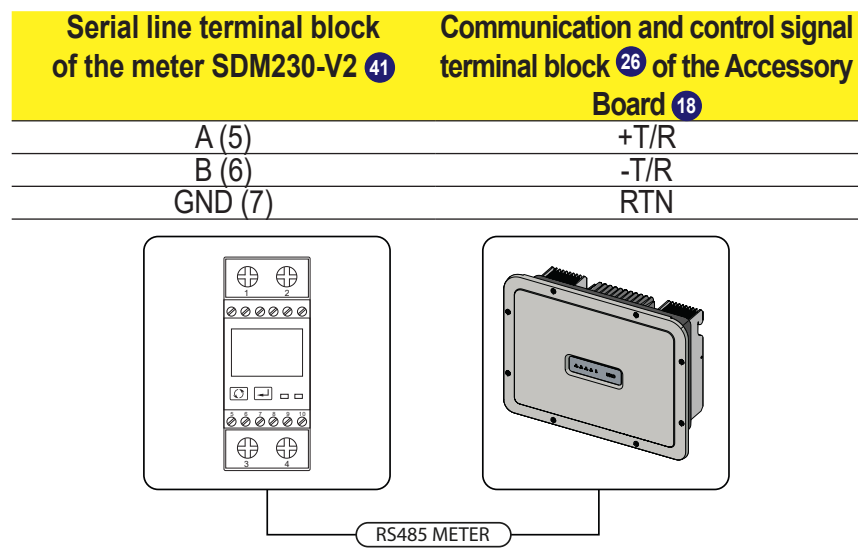 Serial line terminal block
of the meter SDM230-V2 41
Communication and control signal
terminal block 26 of the Accessory
Board 18
A (5) +T/R
B (6) -T/R
GND (7) RTN
1 2
5 6 7 8 9 10
3 4
RS485 METER